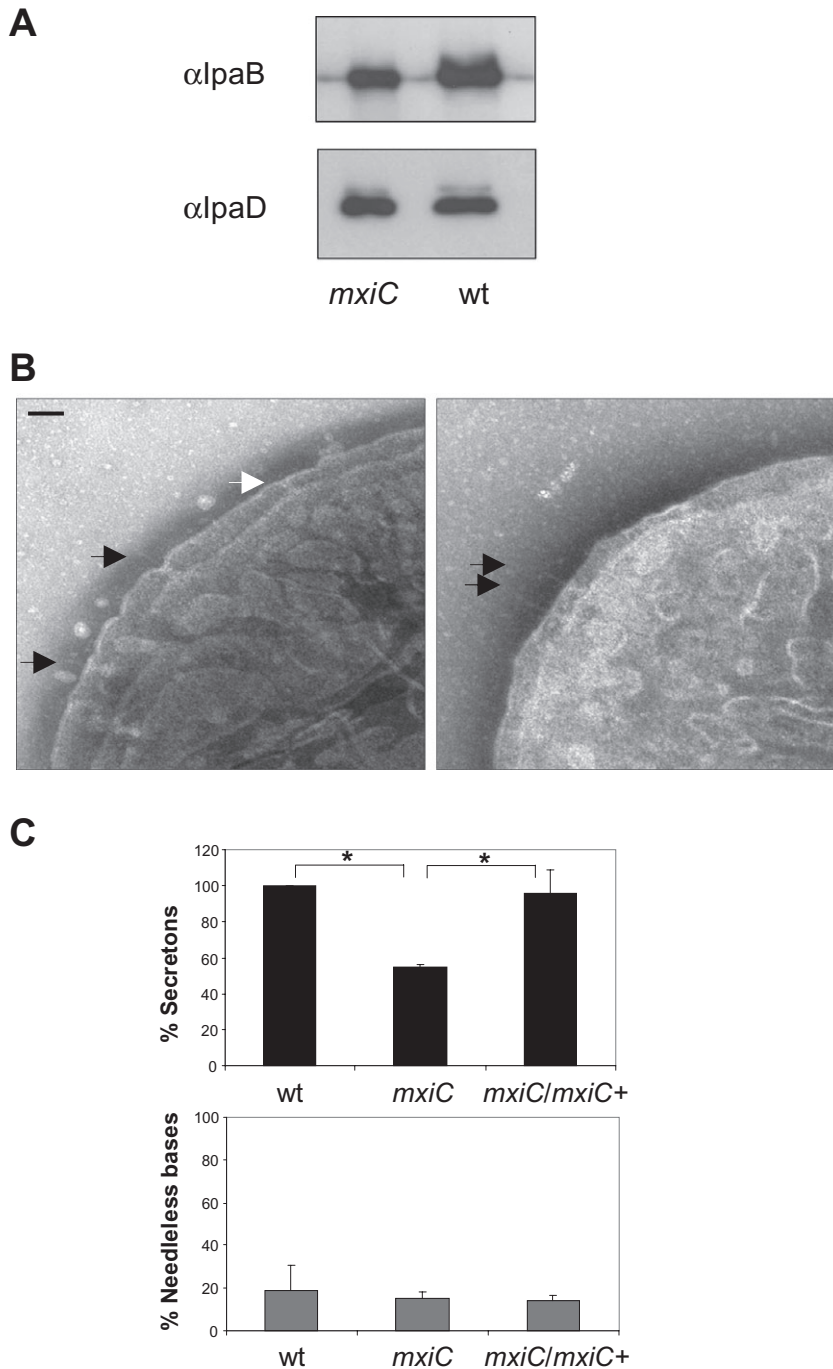 A
αIpaB
αIpaD
mxiC wt
B
C
% Secretons
120
100
80
60
40
20
0
* *
wt mxiC mxiC/mxiC+
% Needleless bases
100
80
60
40
20
0
wt mxiC mxiC/mxiC+